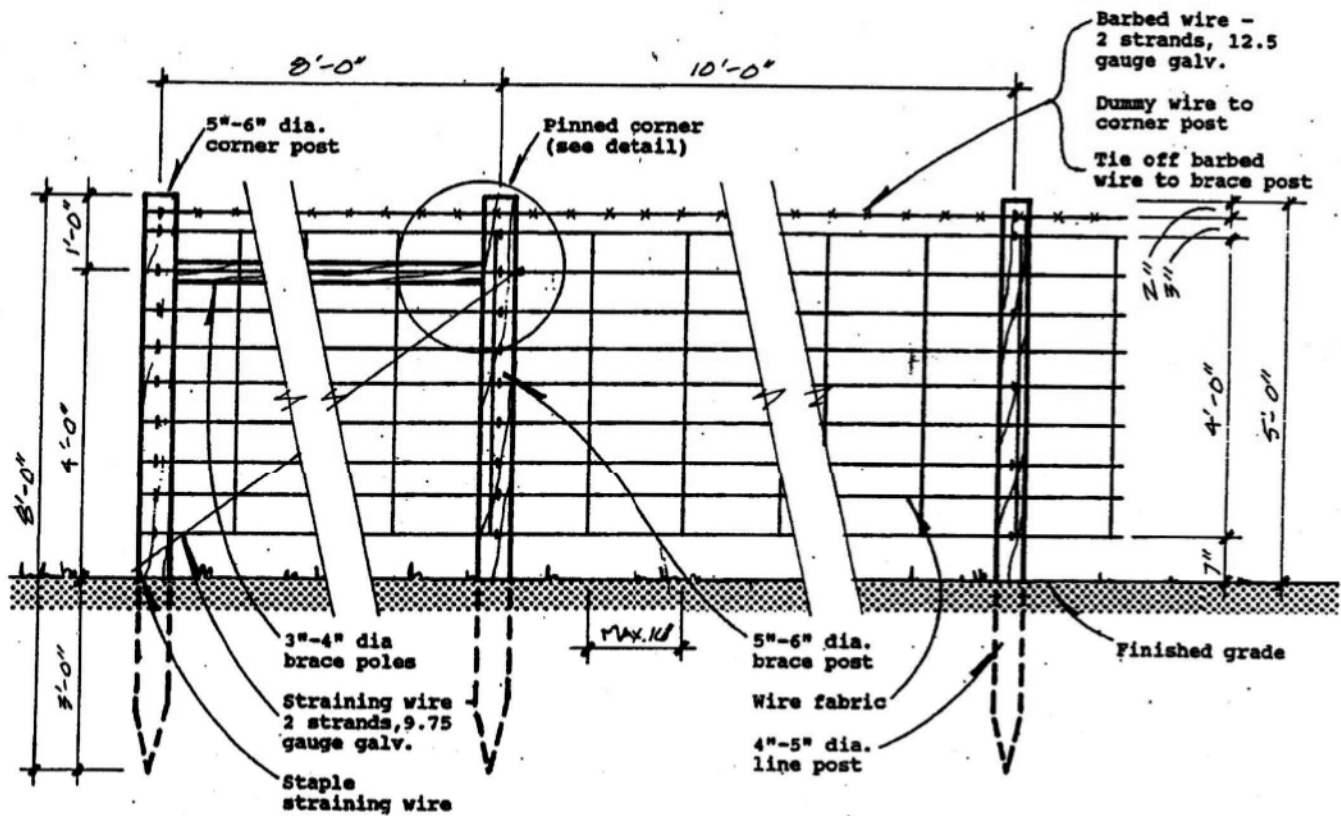 Barbed wire -
2 strands, 12.5
gauge galv.
Dummy wire to
corner post
Tie off barbed
wire to brace post
8'-0"
10'-0"
5"-6" dia.
corner post
Pinned corner
(see detail)
1'-0"
4'-0"
8'-0"
3'-0"
2"
3"
4'-0"
5'-0"
7"
3"-4" dia
brace poles
MAX.
5"-6" dia.
brace post
Finished grade
Straining wire
2 strands,9.75
gauge galv.
Wire fabric
4"-5" dia.
line post
Staple
straining wire